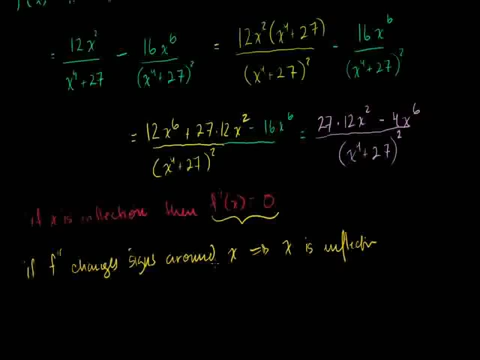 = 12x²/(x⁴+27) - 16x⁶/(x⁴+27)² = 12x²(x⁴+27)/(x⁴+27)² - 16x⁶/(x⁴+27)²
= (12x⁶ + 27·12x² - 16x⁶)/(x⁴+27)² = (27·12x² - 4x⁶)/(x⁴+27)²
if x is inflection then f''(x) = 0
if f'' changes signs around x ⇒ x is inflection